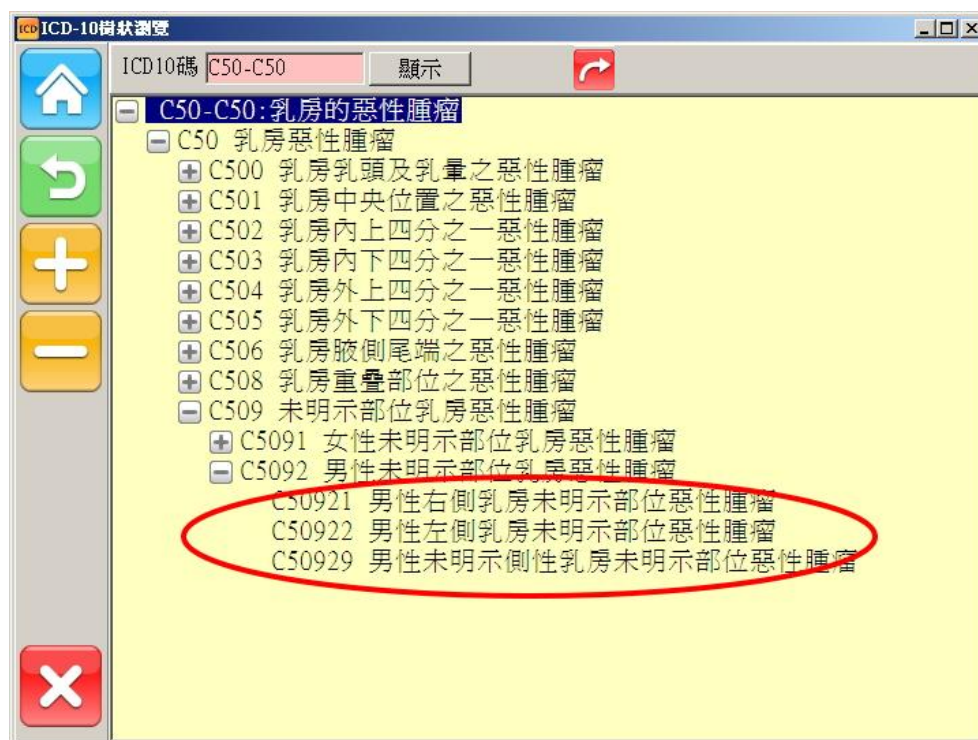 ICD ICD-10樹狀瀏覽
ICD10碼 C50-C50 顯示
C50-C50:乳房的惡性腫瘤
C50 乳房惡性腫瘤
C500 乳房乳頭及乳暈之惡性腫瘤
C501 乳房中央位置之惡性腫瘤
C502 乳房內上四分之一惡性腫瘤
C503 乳房內下四分之一惡性腫瘤
C504 乳房外上四分之一惡性腫瘤
C505 乳房外下四分之一惡性腫瘤
C506 乳房腋側尾端之惡性腫瘤
C508 乳房重疊部位之惡性腫瘤
C509 未明示部位乳房惡性腫瘤
C5091 女性未明示部位乳房惡性腫瘤
C5092 男性未明示部位乳房惡性腫瘤
C50921 男性右側乳房未明示部位惡性腫瘤
C50922 男性左側乳房未明示部位惡性腫瘤
C50929 男性未明示側性乳房未明示部位惡性腫瘤